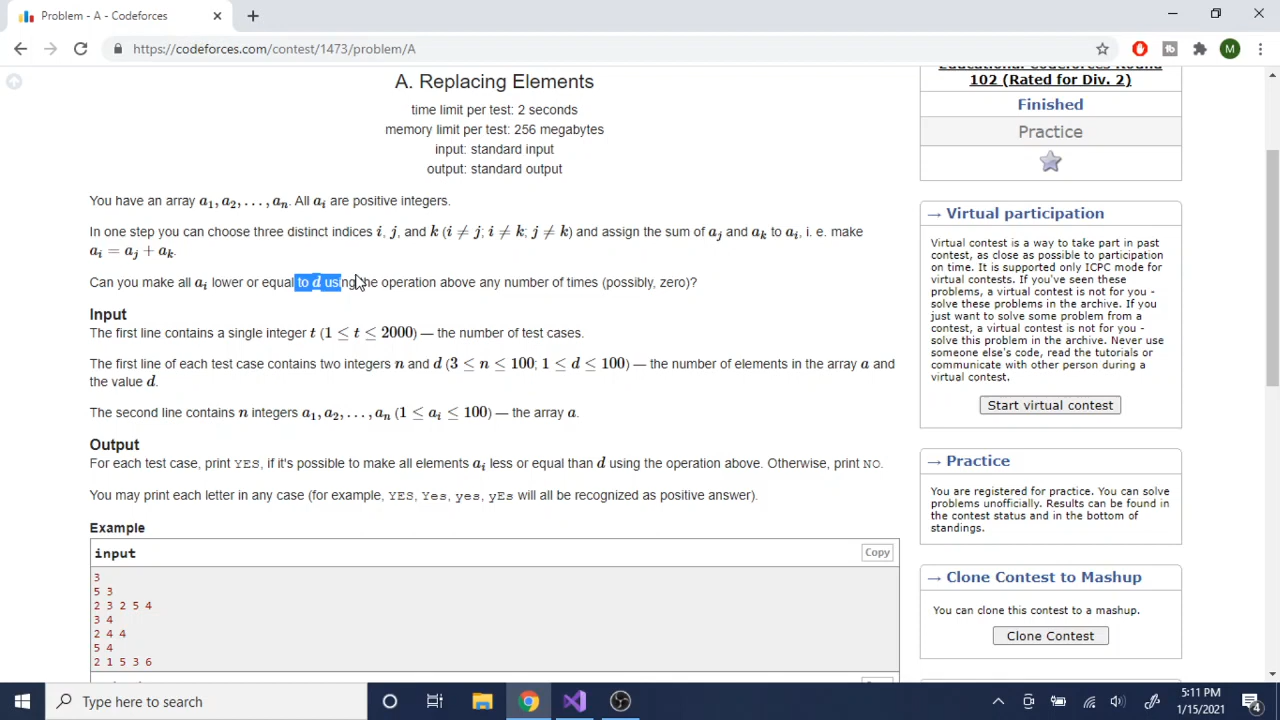 Problem - A - Codeforces
https://codeforces.com/contest/1473/problem/A
M
A. Replacing Elements
time limit per test: 2 seconds
memory limit per test: 256 megabytes
input: standard input
output: standard output
You have an array a1, a2, . . . , an. All ai are positive integers.
In one step you can choose three distinct indices i, j, and k (i ≠ j; i ≠ k; j ≠ k) and assign the sum of aj and ak to ai, i. e. make
ai = aj + ak.
Can you make all ai lower or equal to d using the operation above any number of times (possibly, zero)?
Input
The first line contains a single integer t (1 ≤ t ≤ 2000) — the number of test cases.
The first line of each test case contains two integers n and d (3 ≤ n ≤ 100; 1 ≤ d ≤ 100) — the number of elements in the array a and
the value d.
The second line contains n integers a1, a2, . . . , an (1 ≤ ai ≤ 100) — the array a.
Output
For each test case, print YES, if it's possible to make all elements ai less or equal than d using the operation above. Otherwise, print NO.
You may print each letter in any case (for example, YES, Yes, yes, yEs will all be recognized as positive answer).
Example
input
Copy
3
5 3
2 3 2 5 4
3 4
2 4 4
5 4
2 1 5 3 6
Educational Codeforces Round
102 (Rated for Div. 2)
Finished
Practice
→ Virtual participation
Virtual contest is a way to take part in past
contest, as close as possible to participation
on time. It is supported only ICPC mode for
virtual contests. If you've seen these
problems, a virtual contest is not for you -
solve these problems in the archive. If you
just want to solve some problem from a
contest, a virtual contest is not for you -
solve this problem in the archive. Never use
someone else's code, read the tutorials or
communicate with other person during a
virtual contest.
Start virtual contest
→ Practice
You are registered for practice. You can solve
problems unofficially. Results can be found in
the contest status and in the bottom of
standings.
→ Clone Contest to Mashup
You can clone this contest to a mashup.
Clone Contest
Type here to search
5:11 PM
1/15/2021
4